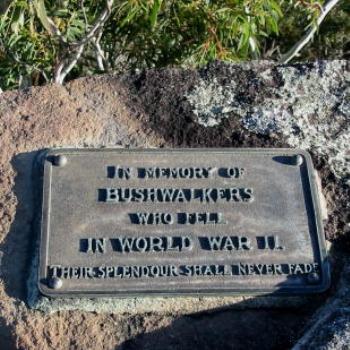 IN MEMORY OF
BUSHWALKERS
WHO FELL
IN WORLD WAR II.
THEIR SPLENDOUR SHALL NEVER FADE